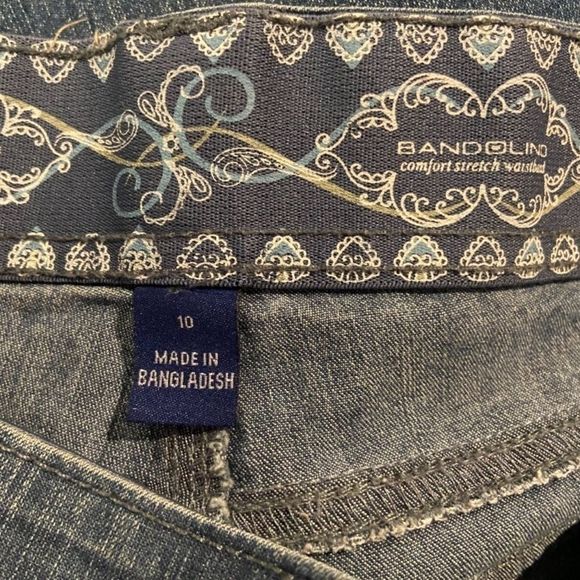 BANDOLINO
comfort stretch waistband
10
MADE IN
BANGLADESH